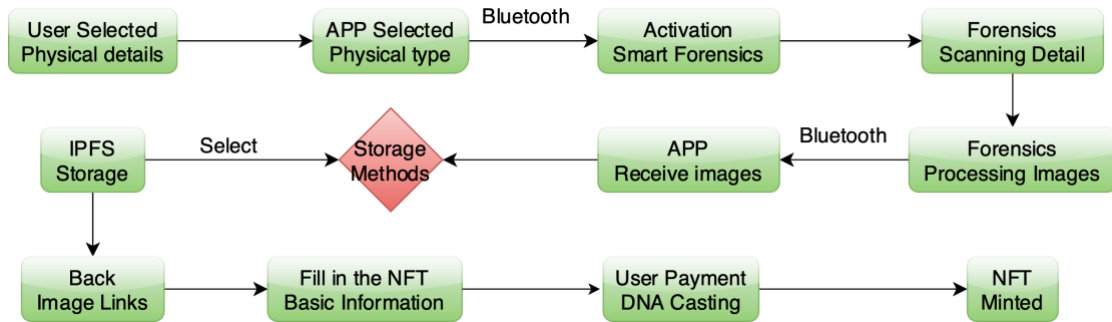 User Selected
Physical details
APP Selected
Physical type
Bluetooth
Activation
Smart Forensics
Forensics
Scanning Detail
IPFS
Storage
Select
Storage
Methods
APP
Receive images
Bluetooth
Forensics
Processing Images
Back
Image Links
Fill in the NFT
Basic Information
User Payment
DNA Casting
NFT
Minted